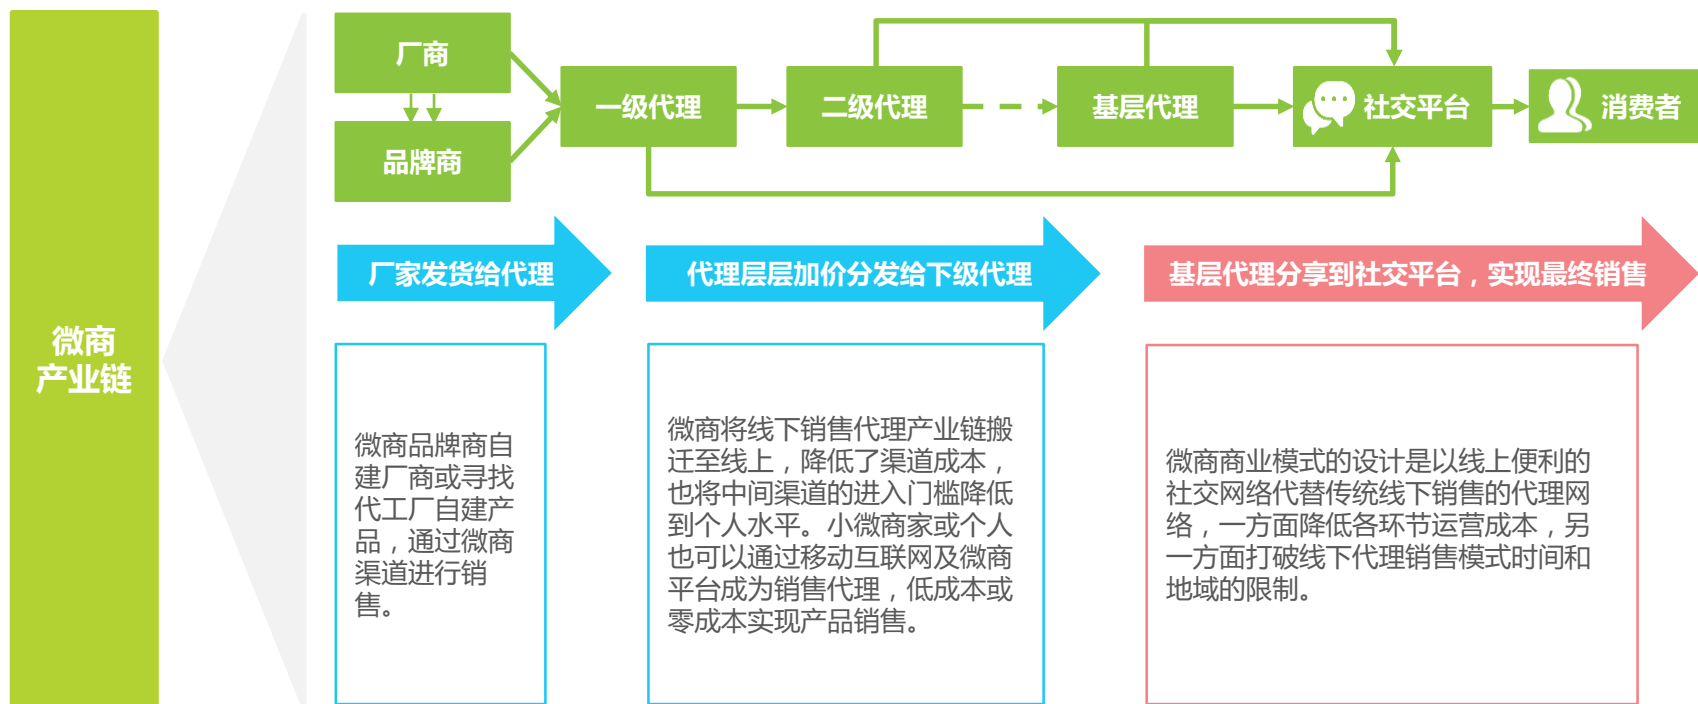 微商
产业链
厂商
品牌商
一级代理
二级代理
基层代理
社交平台
消费者
厂家发货给代理
代理层层加价分发给下级代理
基层代理分享到社交平台，实现最终销售
微商品牌商自
建厂商或寻找
代工厂自建产
品，通过微商
渠道进行销
售。
微商将线下销售代理产业链搬
迁至线上，降低了渠道成本，
也将中间渠道的进入门槛降低
到个人水平。小微商家或个人
也可以通过移动互联网及微商
平台成为销售代理，低成本或
零成本实现产品销售。
微商商业模式的设计是以线上便利的
社交网络代替传统线下销售的代理网
络，一方面降低各环节运营成本，另
一方面打破线下代理销售模式时间和
地域的限制。